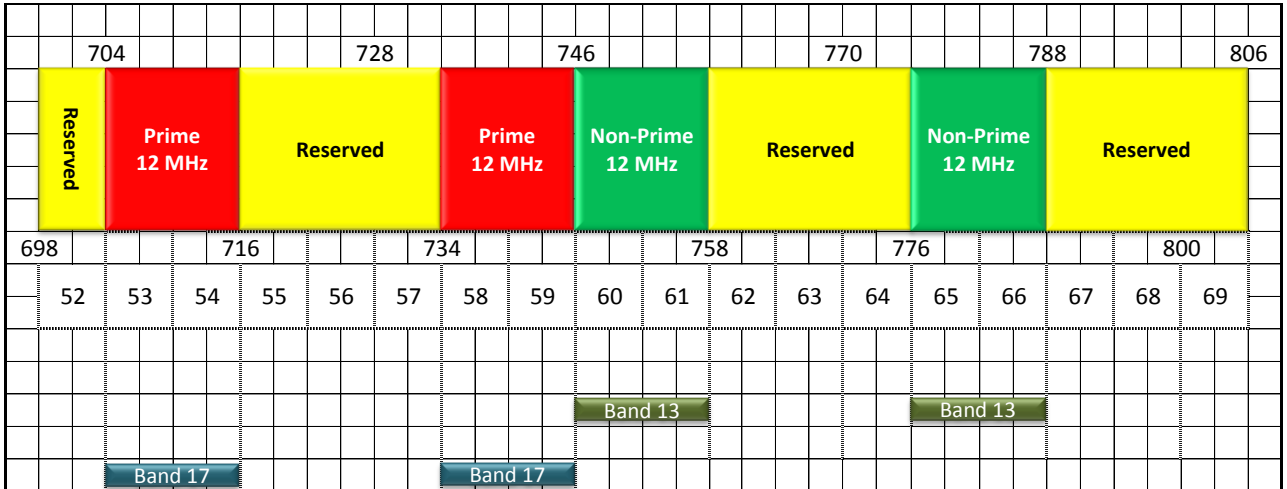 704 728 746 770 788 806
Reserved
Prime
12 MHz
Reserved
Prime
12 MHz
Non-Prime
12 MHz
Reserved
Non-Prime
12 MHz
Reserved
698 716 734 758 776 800
52 53 54 55 56 57 58 59 60 61 62 63 64 65 66 67 68 69
Band 13 Band 13
Band 17 Band 17